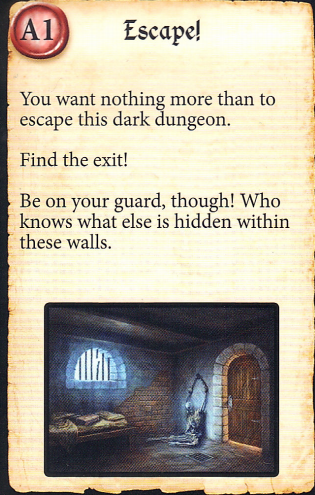 A1
Escape!
You want nothing more than to
escape this dark dungeon.
Find the exit!
Be on your guard, though! Who
knows what else is hidden within
these walls.